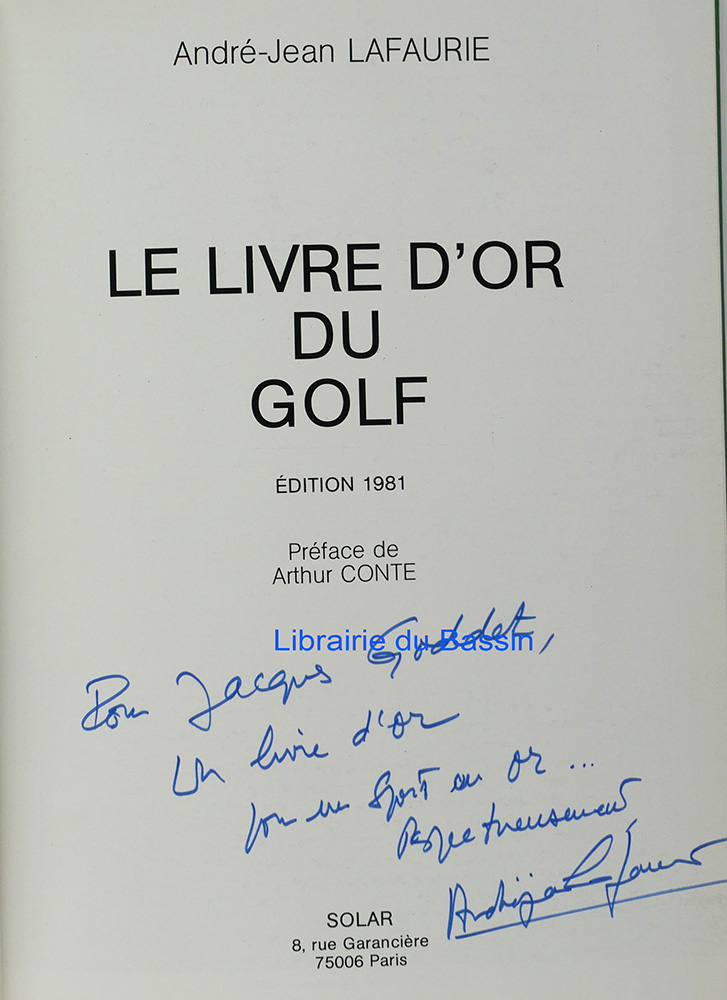 André-Jean LAFAURIE
LE LIVRE D'OR
DU
GOLF
ÉDITION 1981
Préface de
Arthur CONTE
Librairie du Bassin
Pour Jacques Goddet,
Un livre d'or
pour un sport en or ...
Respectueusement
SOLAR
8, rue Garancière
75006 Paris